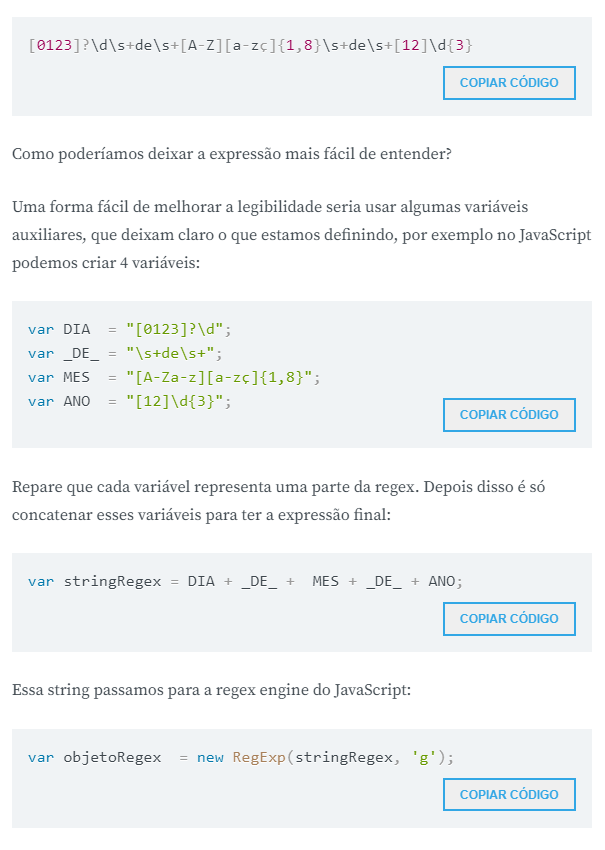 [0123]?\d\s+de\s+[A-Z][a-zç]{1,8}\s+de\s+[12]\d{3}
COPIAR CÓDIGO
Como poderíamos deixar a expressão mais fácil de entender?
Uma forma fácil de melhorar a legibilidade seria usar algumas variáveis
auxiliares, que deixam claro o que estamos definindo, por exemplo no JavaScript
podemos criar 4 variáveis:
var DIA  = "[0123]?\d";
var _DE_ = "\s+de\s+";
var MES  = "[A-Za-z][a-zç]{1,8}";
var ANO  = "[12]\d{3}";
COPIAR CÓDIGO
Repare que cada variável representa uma parte da regex. Depois disso é só
concatenar esses variáveis para ter a expressão final:
var stringRegex = DIA + _DE_ +  MES + _DE_ + ANO;
COPIAR CÓDIGO
Essa string passamos para a regex engine do JavaScript:
var objetoRegex  = new RegExp(stringRegex, 'g');
COPIAR CÓDIGO